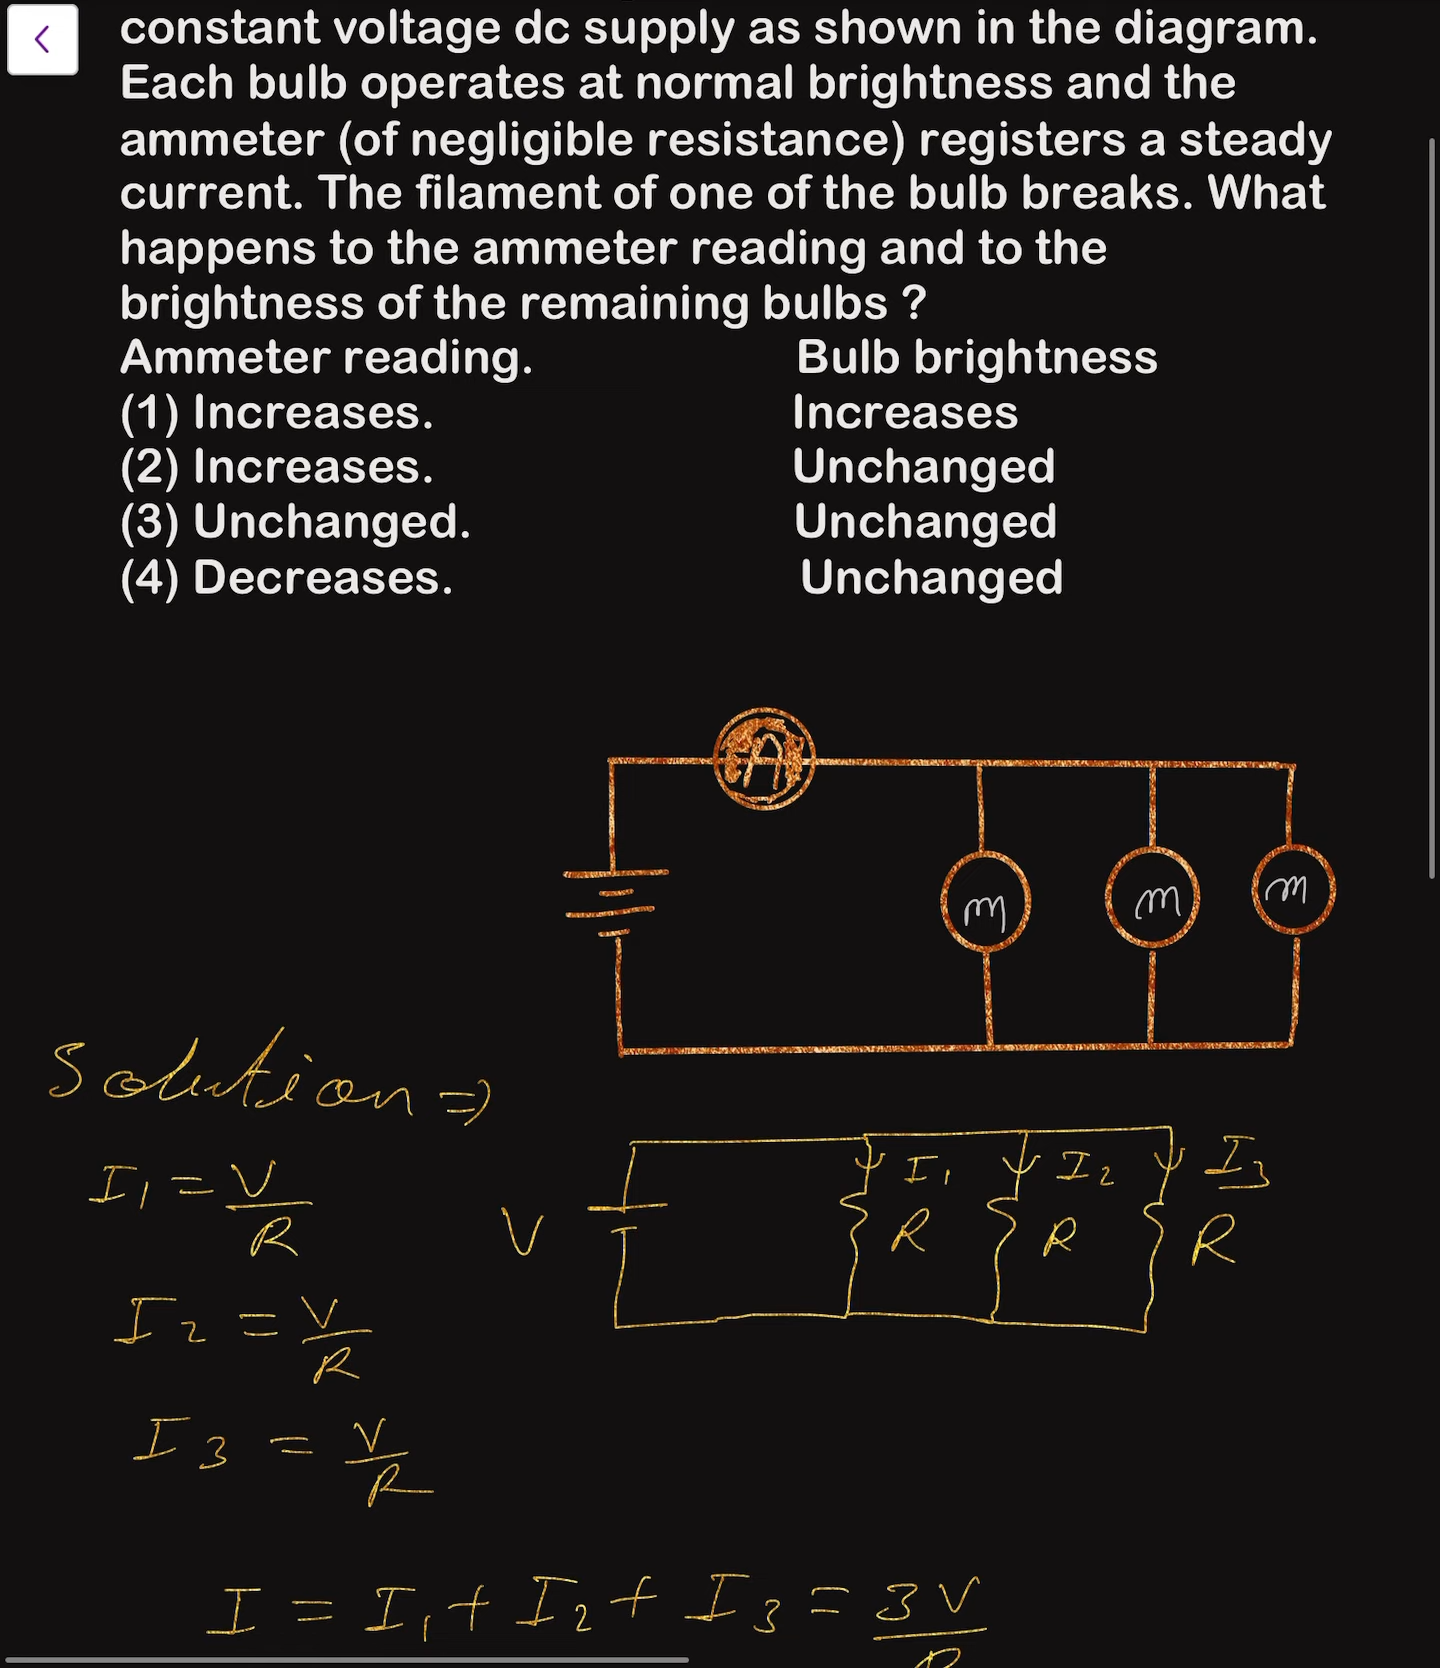 constant voltage dc supply as shown in the diagram.
Each bulb operates at normal brightness and the
ammeter (of negligible resistance) registers a steady
current. The filament of one of the bulb breaks. What
happens to the ammeter reading and to the
brightness of the remaining bulbs ?
Ammeter reading. Bulb brightness
(1) Increases. Increases
(2) Increases. Unchanged
(3) Unchanged. Unchanged
(4) Decreases. Unchanged
A
m m m
Solution =>
I₁ = V/R
V I₁ I₂ I₃
R R R
I₂ = V/R
I₃ = V/R
I = I₁ + I₂ + I₃ = 3V/R